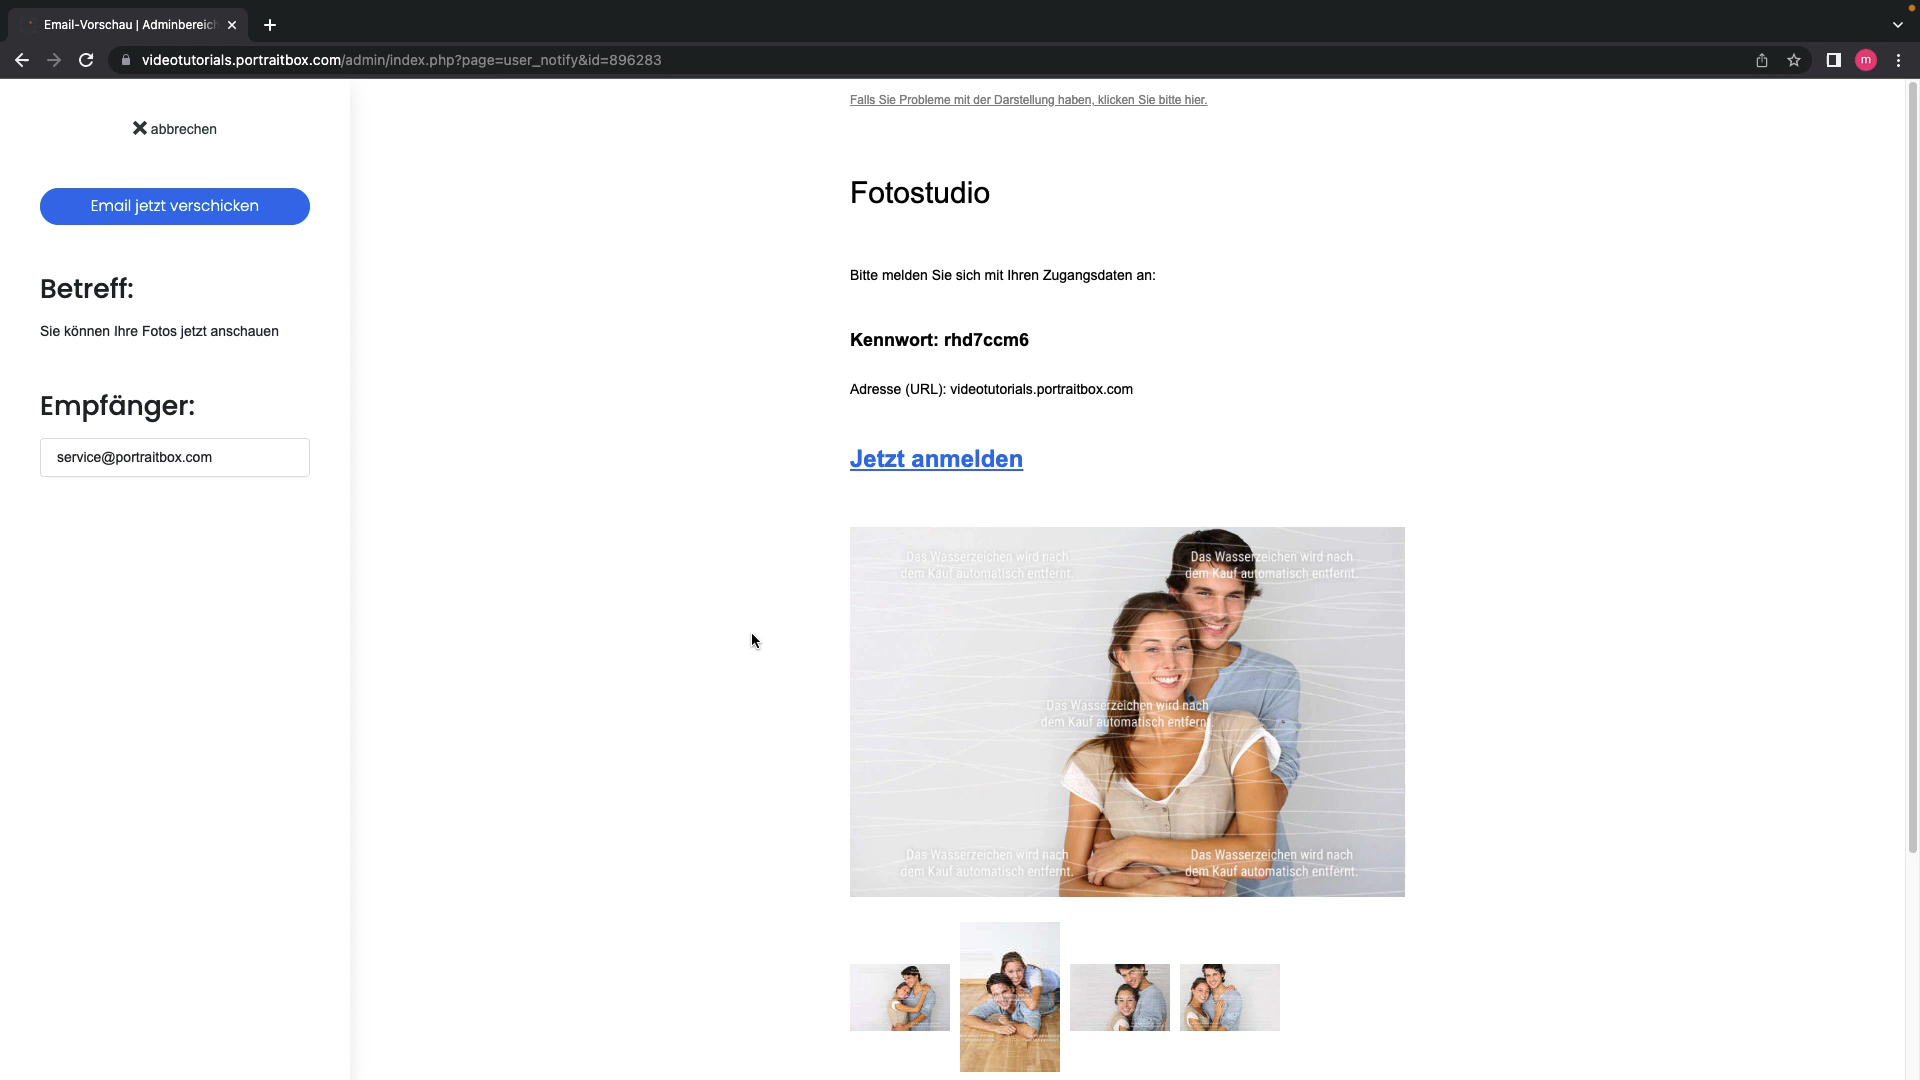 Email-Vorschau | Adminbereich
videotutorials.portraitbox.com/admin/index.php?page=user_notify&id=896283
m
Falls Sie Probleme mit der Darstellung haben, klicken Sie bitte hier.
abbrechen
Email jetzt verschicken
Betreff:
Sie können Ihre Fotos jetzt anschauen
Empfänger:
service@portraitbox.com
Fotostudio
Bitte melden Sie sich mit Ihren Zugangsdaten an:
Kennwort: rhd7ccm6
Adresse (URL): videotutorials.portraitbox.com
Jetzt anmelden
Das Wasserzeichen wird nach
dem Kauf automatisch entfernt.
Das Wasserzeichen wird nach
dem Kauf automatisch entfernt.
Das Wasserzeichen wird nach
dem Kauf automatisch entfernt.
Das Wasserzeichen wird nach
dem Kauf automatisch entfernt.
Das Wasserzeichen wird nach
dem Kauf automatisch entfernt.